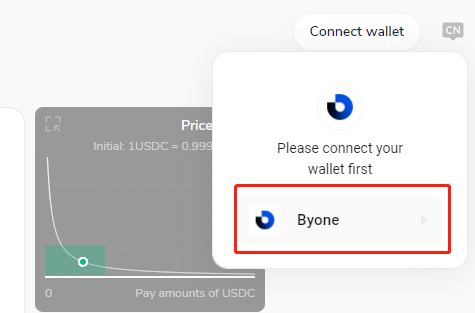 Connect wallet
CN
Please connect your
wallet first
Byone
Price
Initial: 1USDC = 0.999
0
Pay amounts of USDC